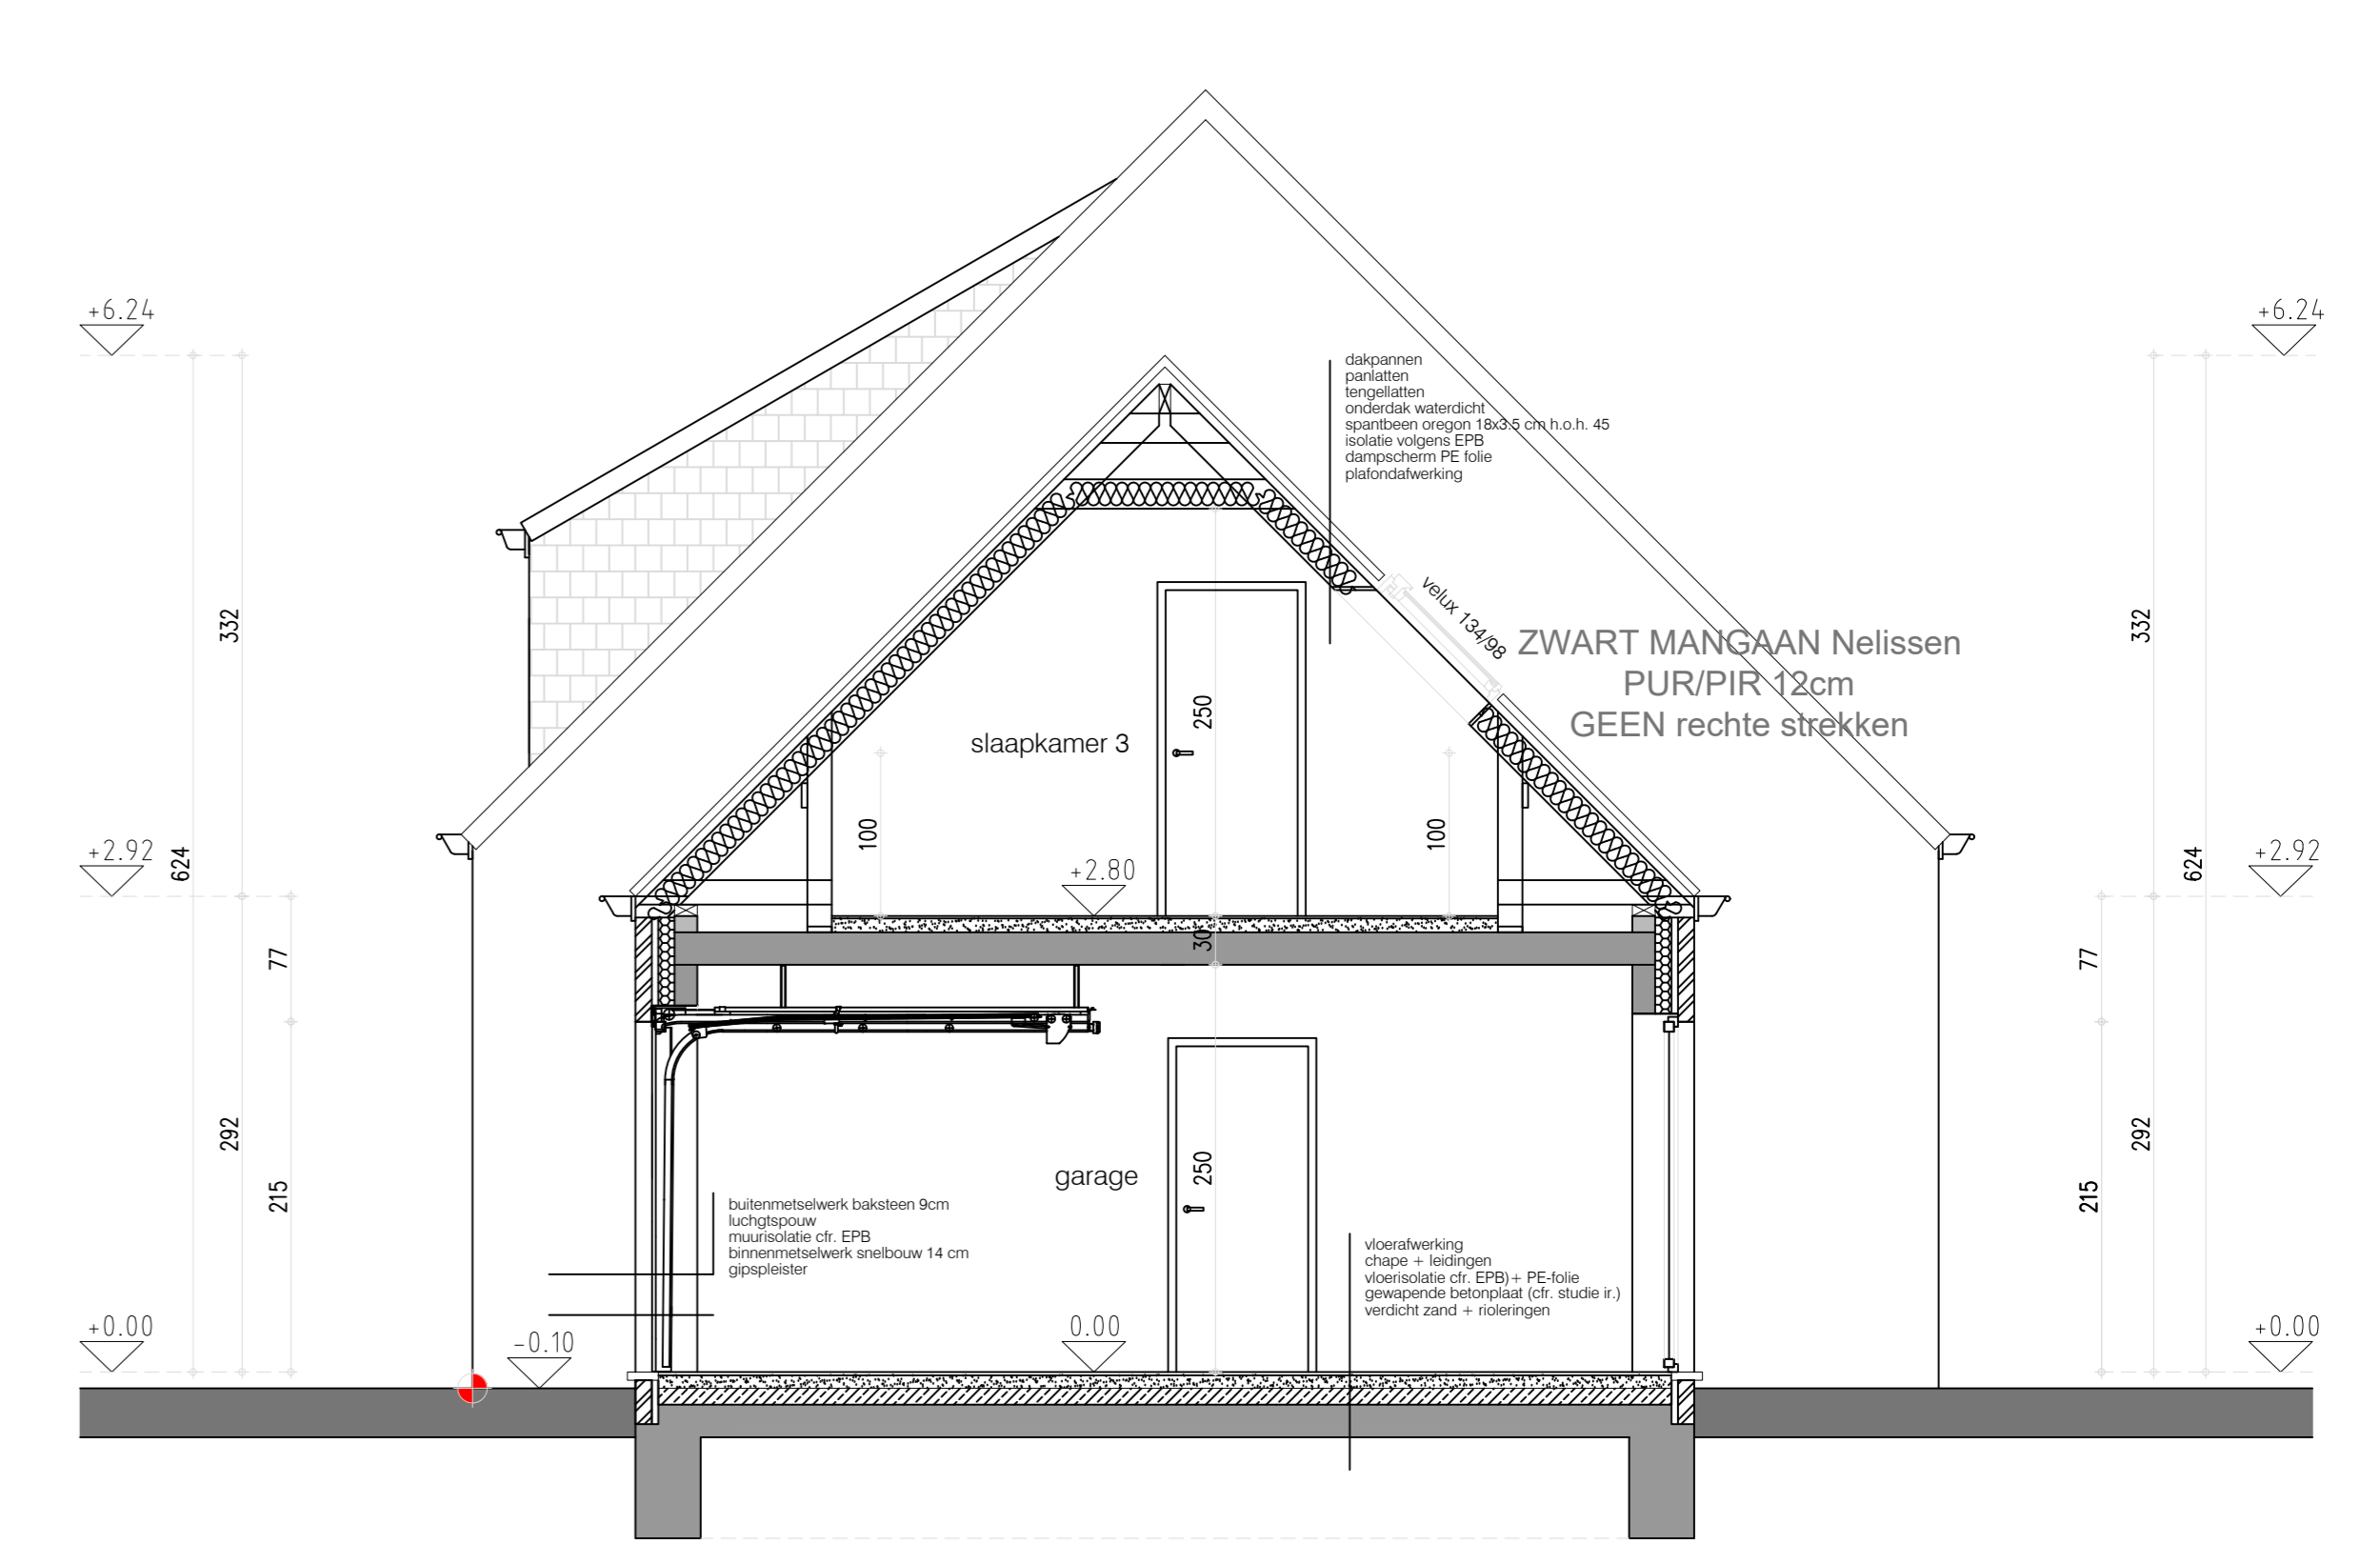 +6.24
+6.24
dakpannen
panlatten
tengellatten
onderdak waterdicht
spantbeen oregon 18x3.5 cm h.o.h. 45
isolatie volgens EPB
dampscherm PE folie
plafondafwerking
332
velux 134/98
332
ZWART MANGAAN Nelissen
PUR/PIR 12cm
GEEN rechte strekken
250
slaapkamer 3
100
100
+2.92
624
+2.80
624
+2.92
77
30
77
292
250
292
garage
215
215
buitenmetselwerk baksteen 9cm
luchgtspouw
muurisolatie cfr. EPB
binnenmetselwerk snelbouw 14 cm
gipspleister
vloerafwerking
chape + leidingen
vloerisolatie cfr. EPB)+ PE-folie
gewapende betonplaat (cfr. studie ir.)
verdicht zand + rioleringen
+0.00
-0.10
0.00
+0.00